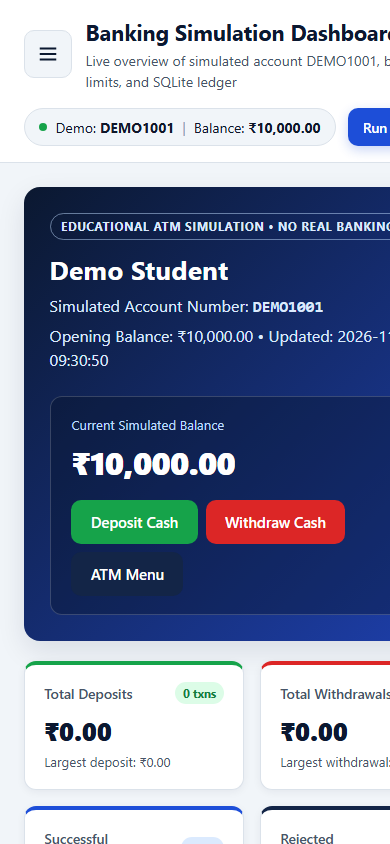 Banking Simulation Dashboard
Live overview of simulated account DEMO1001,
limits, and SQLite ledger
Demo: DEMO1001 | Balance: ₹10,000.00
Run
EDUCATIONAL ATM SIMULATION • NO REAL BANKING
Demo Student
Simulated Account Number: DEMO1001
Opening Balance: ₹10,000.00 • Updated: 2026-11
09:30:50
Current Simulated Balance
₹10,000.00
Deposit Cash
Withdraw Cash
ATM Menu
Total Deposits
0 txns
₹0.00
Largest deposit: ₹0.00
Total Withdrawals
₹0.00
Largest withdrawal:
Successful
Rejected